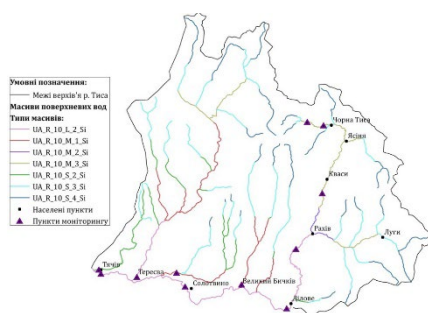 Умовні позначення:
Межі верхів'я р. Тиса
Масиви поверхневих вод
Типи масивів:
UA_R_10_L_2_Si
UA_R_10_M_1_Si
UA_R_10_M_2_Si
UA_R_10_M_3_Si
UA_R_10_S_2_Si
UA_R_10_S_3_Si
UA_R_10_S_4_Si
Населені пункти
Пункти моніторингу
Чорна Тиса
Ясіня
Кваси
Рахів
Луги
Тячів
Тересва
Солотвино
Великий Бичків
Ділове